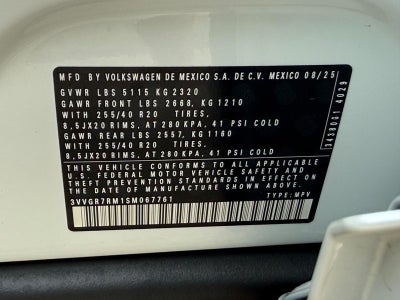 MFD BY VOLKSWAGEN DE MEXICO S.A. DE C.V. MEXICO 08/25
GVWR LBS 5115 KG 2320
GAWR FRONT LBS 2668, KG 1210
WITH 255/40 R20 TIRES,
8,5JX20 RIMS, AT 280 KPA, 41 PSI COLD
GAWR REAR LBS 2557, KG 1160
WITH 255/40 R20 TIRES,
8,5JX20 RIMS, AT 280 KPA, 41 PSI COLD
THIS VEHICLE CONFORMS TO ALL APPLICABLE
U.S. FEDERAL MOTOR VEHICLE SAFETY AND
THEFT PREVENTION STANDARDS IN EFFECT ON
THE DATE OF MANUFACTURE SHOWN ABOVE
3VVGR7RM1SM067761 TYPE: MPV
3438031 4029